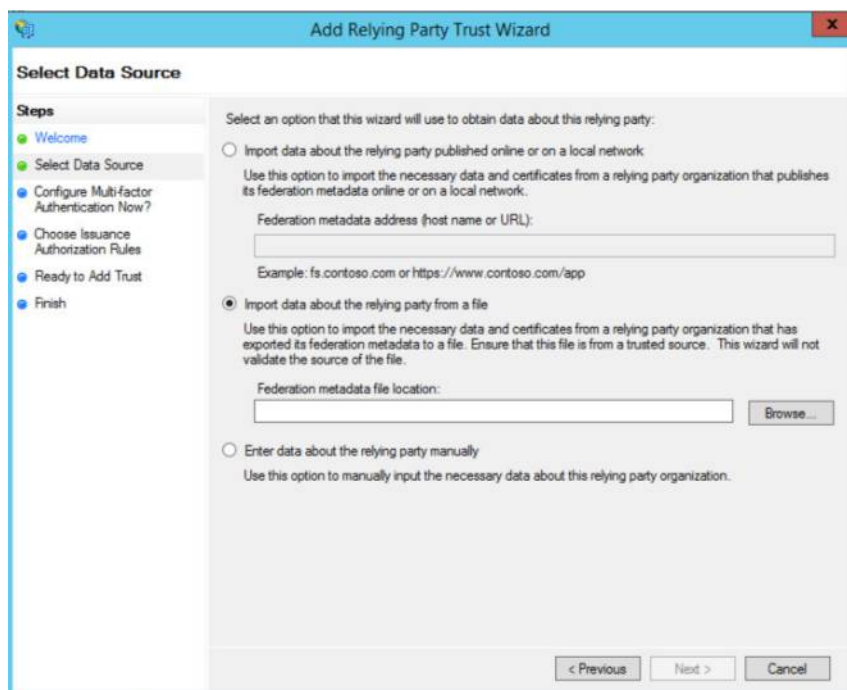 Add Relying Party Trust Wizard
x
Select Data Source
Steps
Welcome
Select Data Source
Configure Multi-factor
Authentication Now?
Choose Issuance
Authorization Rules
Ready to Add Trust
Finish
Select an option that this wizard will use to obtain data about this relying party:
Import data about the relying party published online or on a local network
Use this option to import the necessary data and certificates from a relying party organization that publishes
its federation metadata online or on a local network.
Federation metadata address (host name or URL):
Example: fs.contoso.com or https://www.contoso.com/app
Import data about the relying party from a file
Use this option to import the necessary data and certificates from a relying party organization that has
exported its federation metadata to a file. Ensure that this file is from a trusted source. This wizard will not
validate the source of the file.
Federation metadata file location:
Browse...
Enter data about the relying party manually
Use this option to manually input the necessary data about this relying party organization.
< Previous
Next >
Cancel